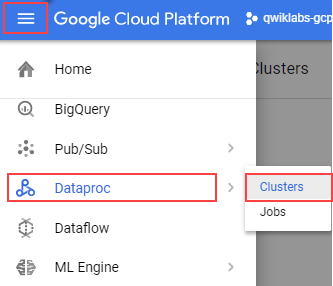 Google Cloud Platform
qwiklabs-gcp
Home
Clusters
BigQuery
Pub/Sub
Dataproc
Clusters
Jobs
Dataflow
ML Engine